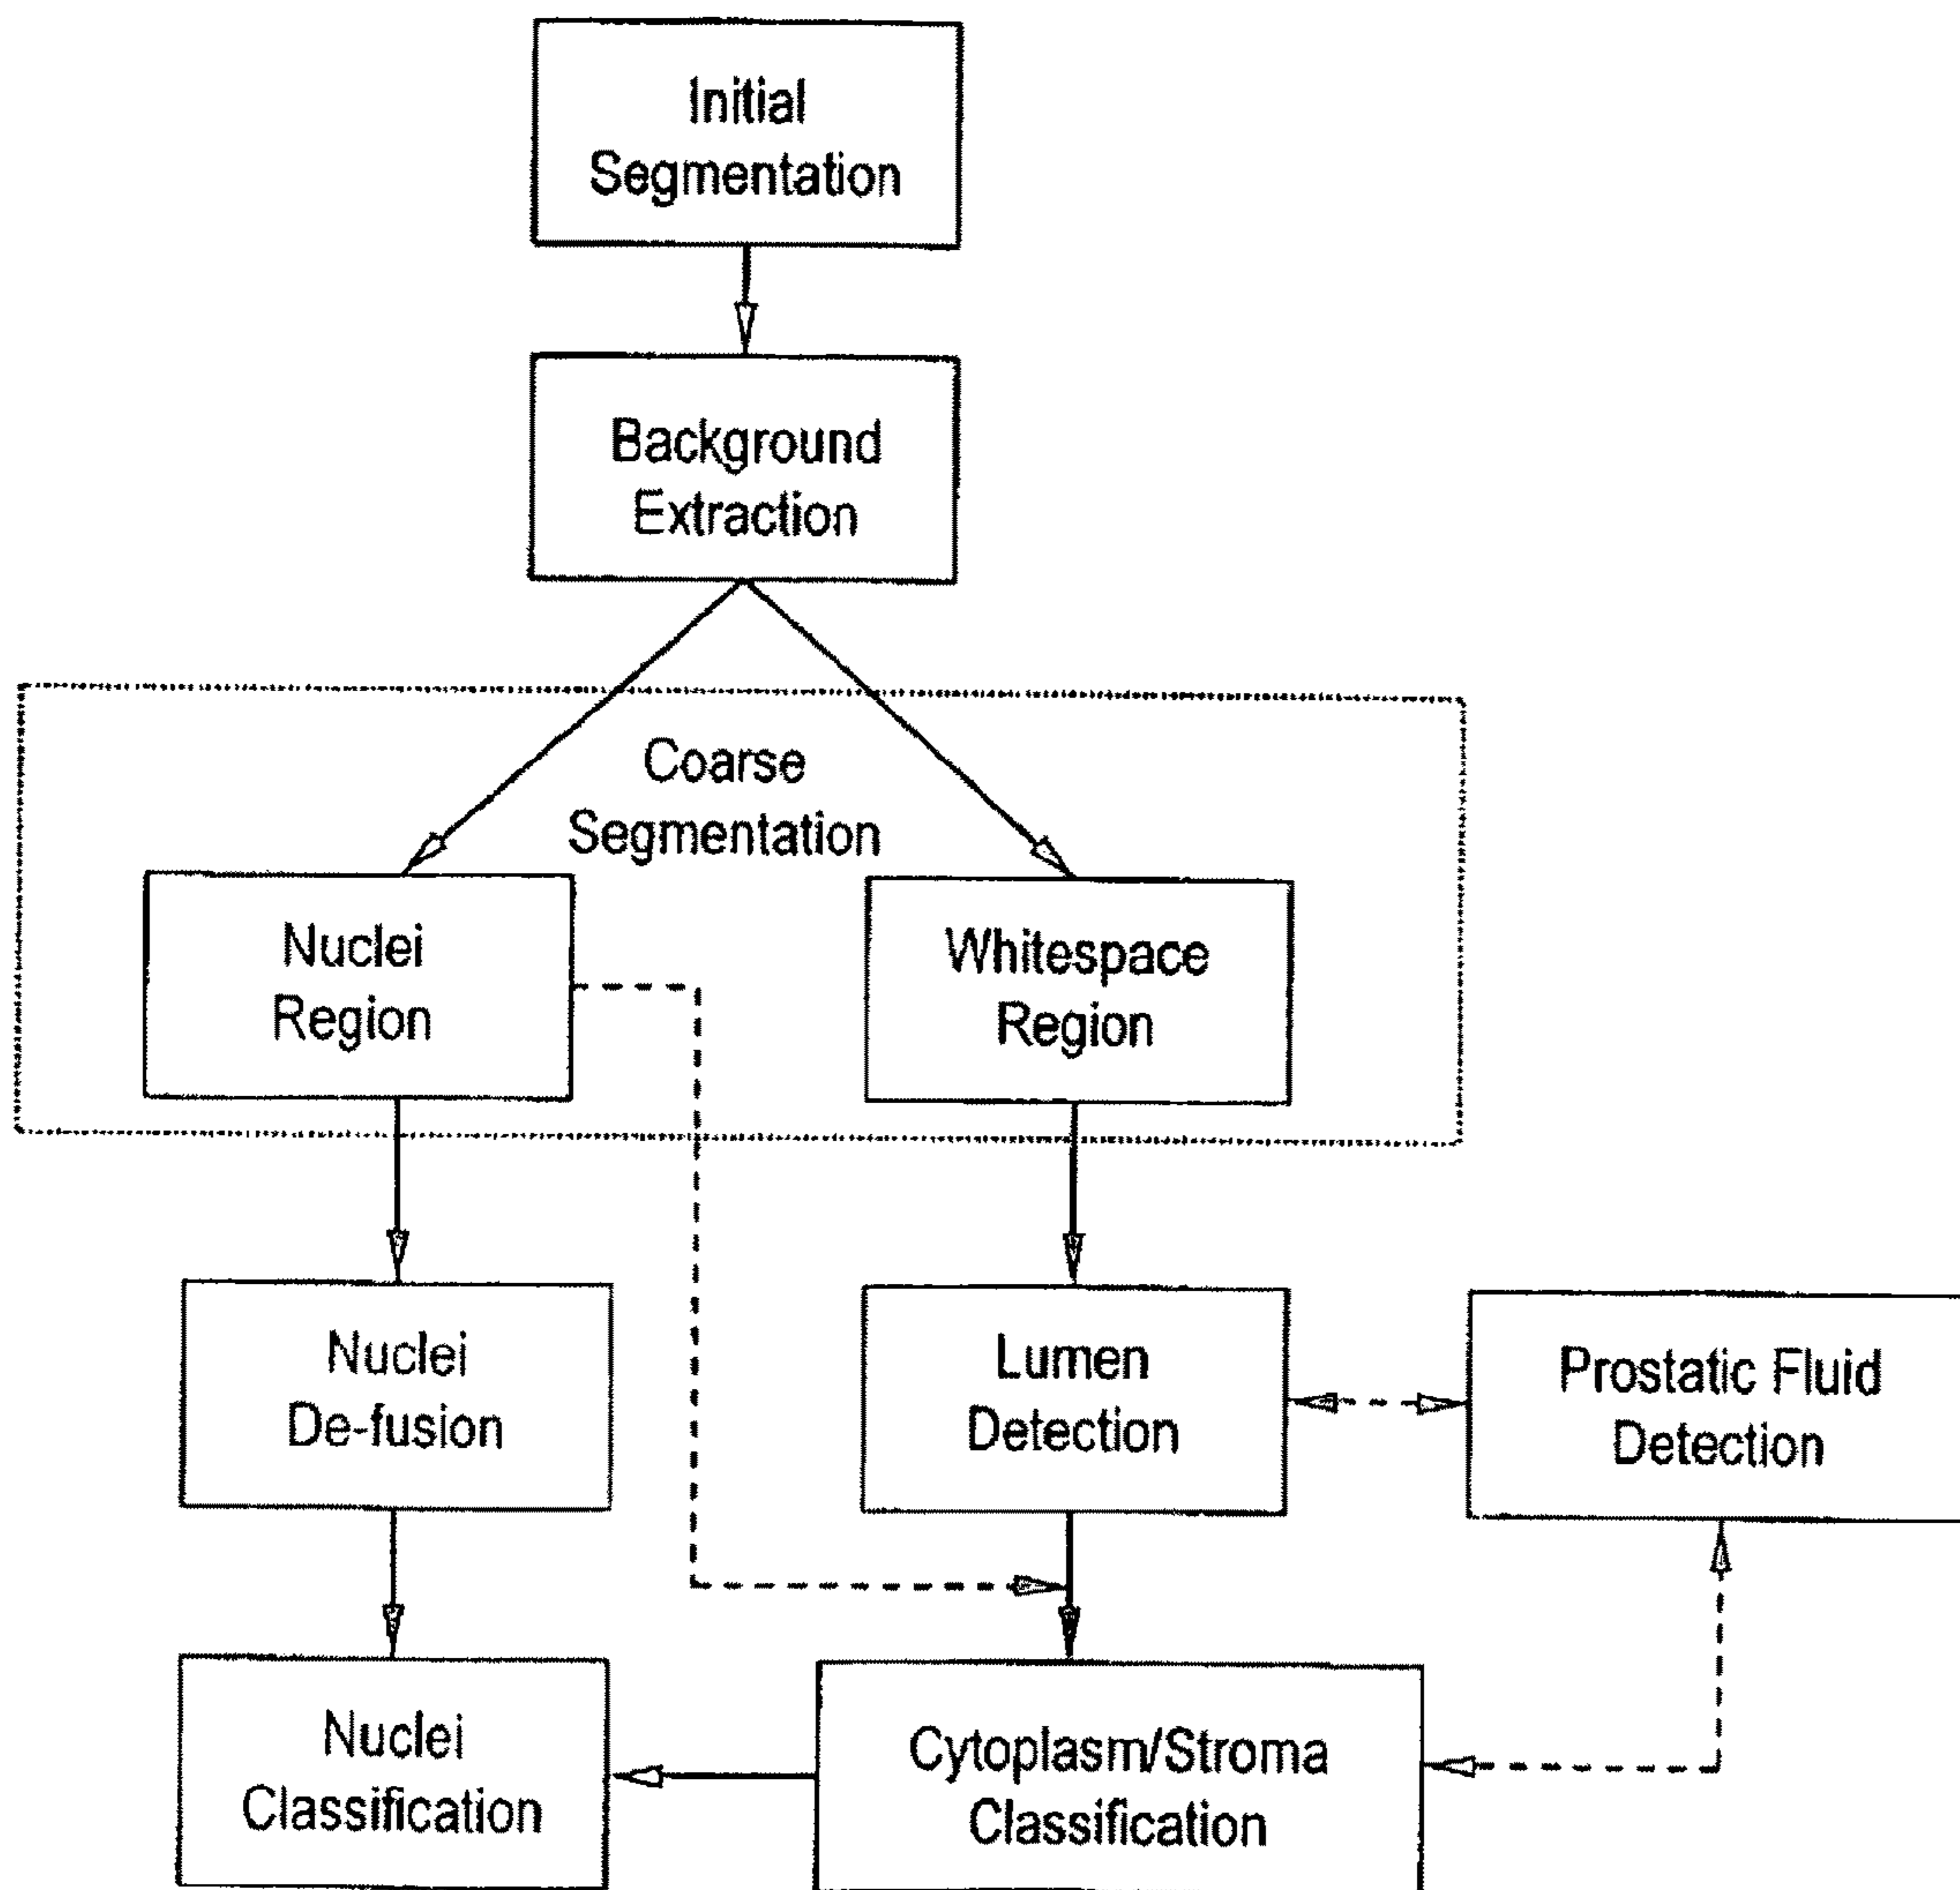 Initial
Segmentation
Background
Extraction
Coarse
Segmentation
Nuclei
Region
Whitespace
Region
Nuclei
De-fusion
Lumen
Detection
Prostatic Fluid
Detection
Nuclei
Classification
Cytoplasm/Stroma
Classification